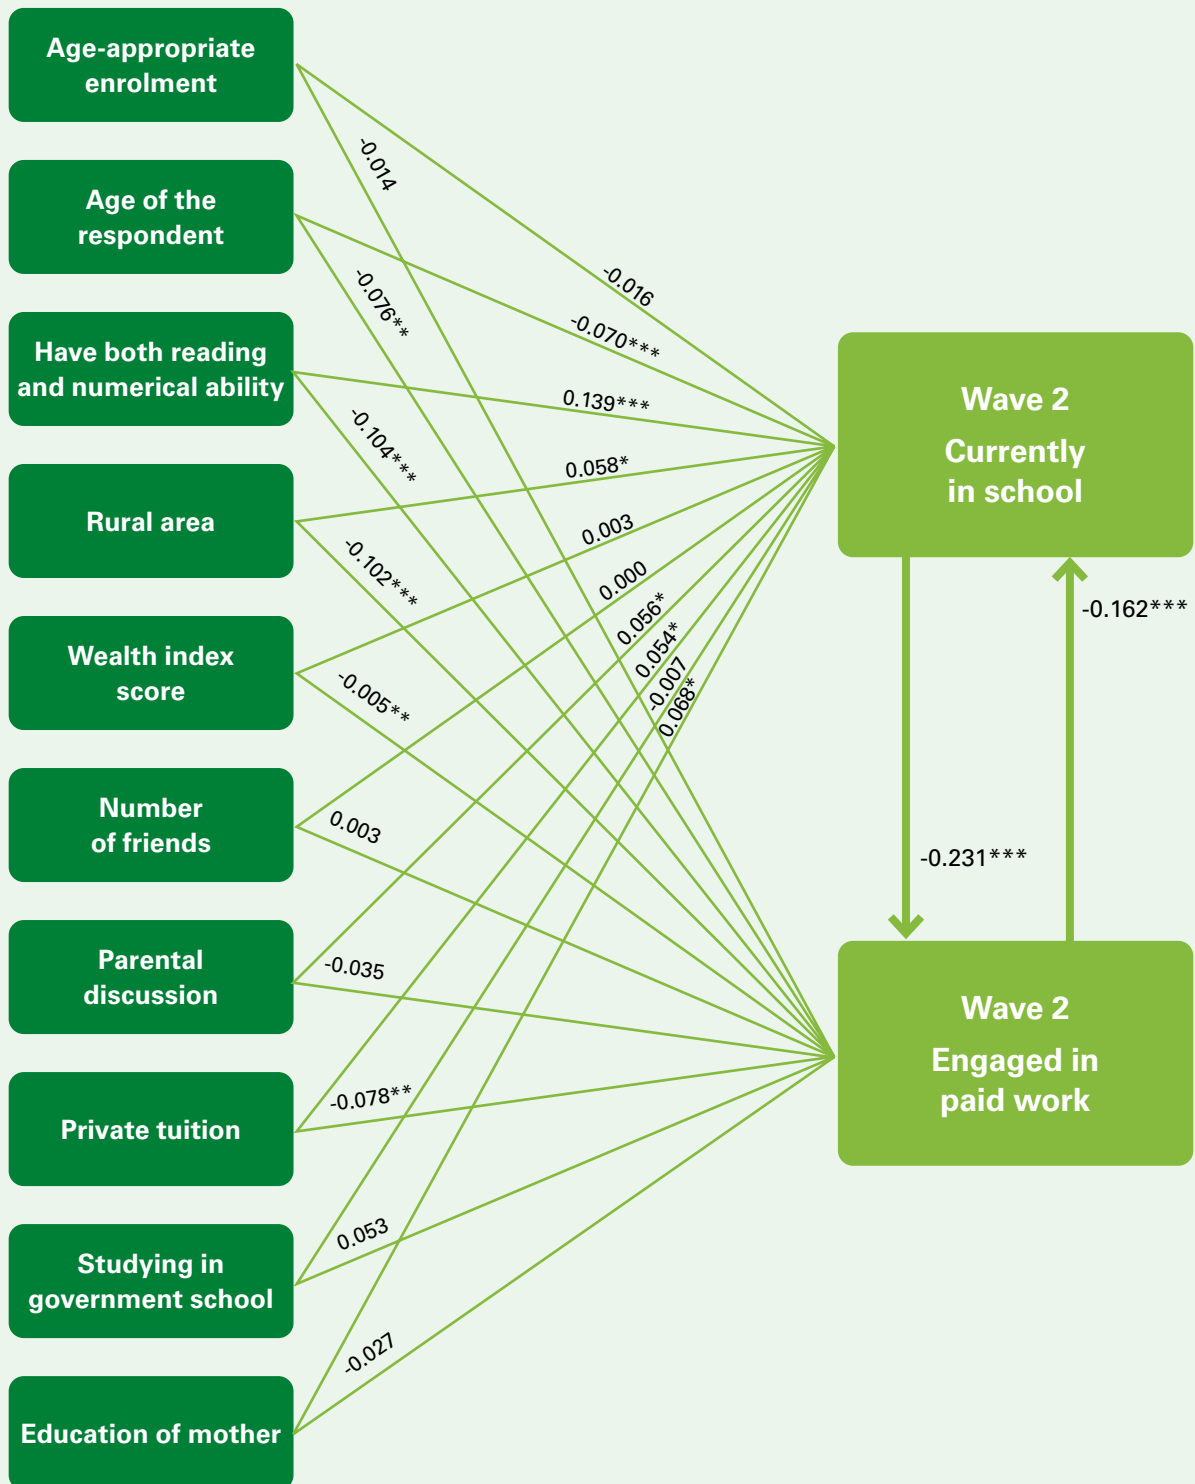 Age-appropriate
enrolment
-0.014
-0.016
Age of the
respondent
-0.076**
-0.070***
Have both reading
and numerical ability
-0.104***
0.139***
Rural area
-0.102***
0.058*
Wealth index
score
-0.005**
0.003
Number
of friends
0.003
0.000
Parental
discussion
-0.035
0.056*
Private tuition
-0.078**
0.054*
Studying in
government school
0.053
-0.007
Education of mother
-0.027
0.068*
Wave 2
Currently
in school
-0.162***
-0.231***
Wave 2
Engaged in
paid work